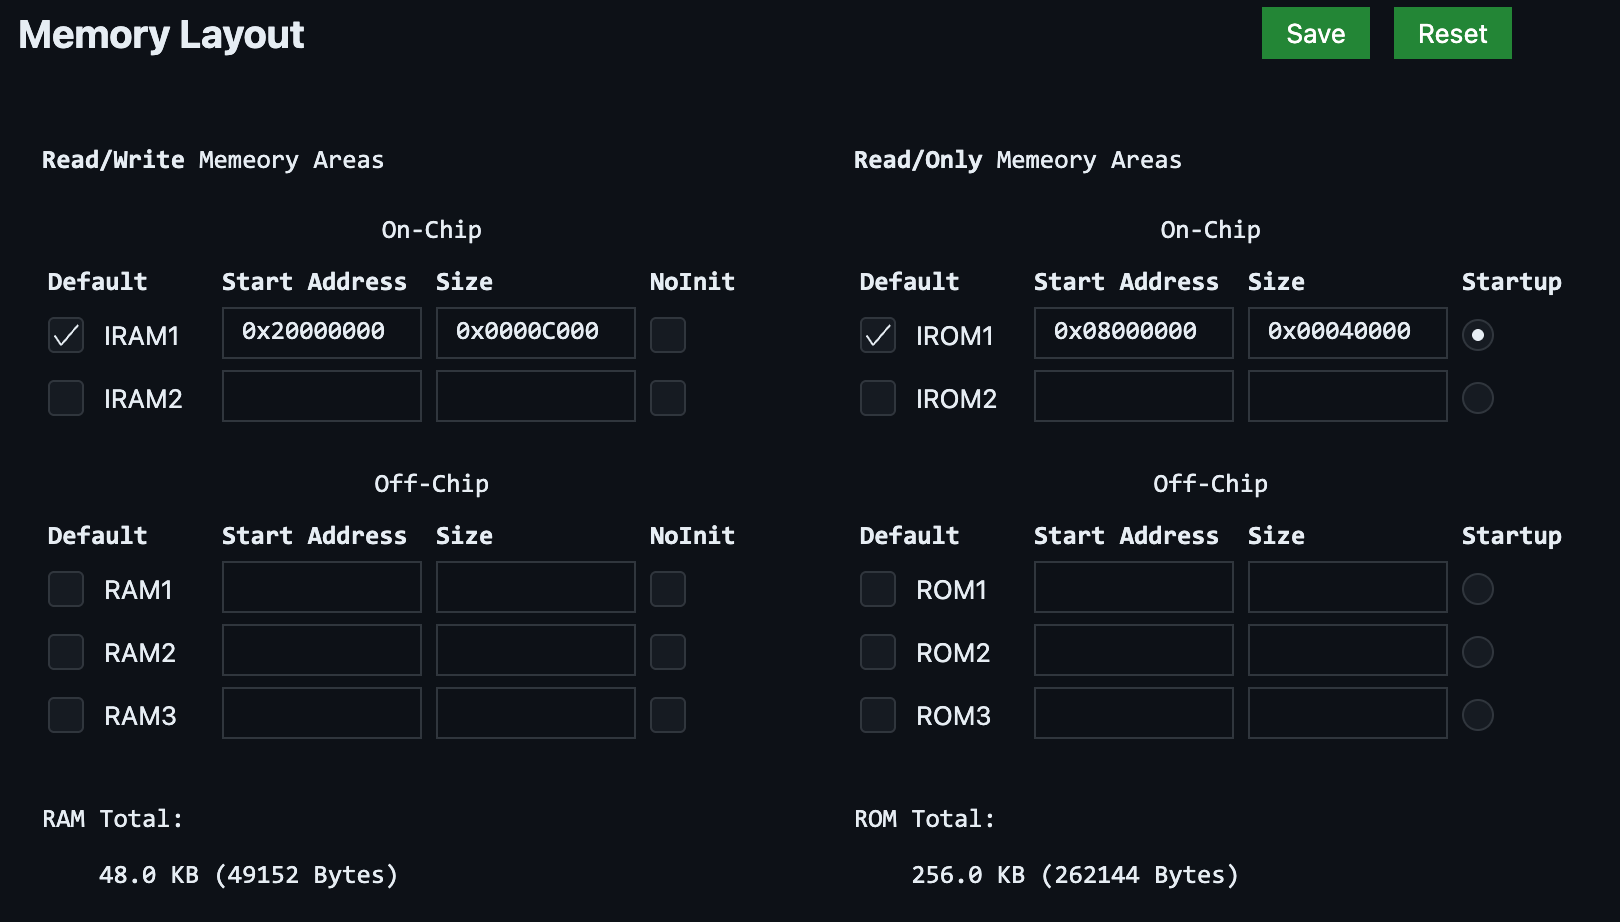 Memory Layout
Save Reset
Read/Write Memeory Areas
On-Chip
Default Start Address Size NoInit
IRAM1 0x20000000 0x0000C000
IRAM2
Off-Chip
Default Start Address Size NoInit
RAM1
RAM2
RAM3
RAM Total:
48.0 KB (49152 Bytes)
Read/Only Memeory Areas
On-Chip
Default Start Address Size Startup
IROM1 0x08000000 0x00040000
IROM2
Off-Chip
Default Start Address Size Startup
ROM1
ROM2
ROM3
ROM Total:
256.0 KB (262144 Bytes)